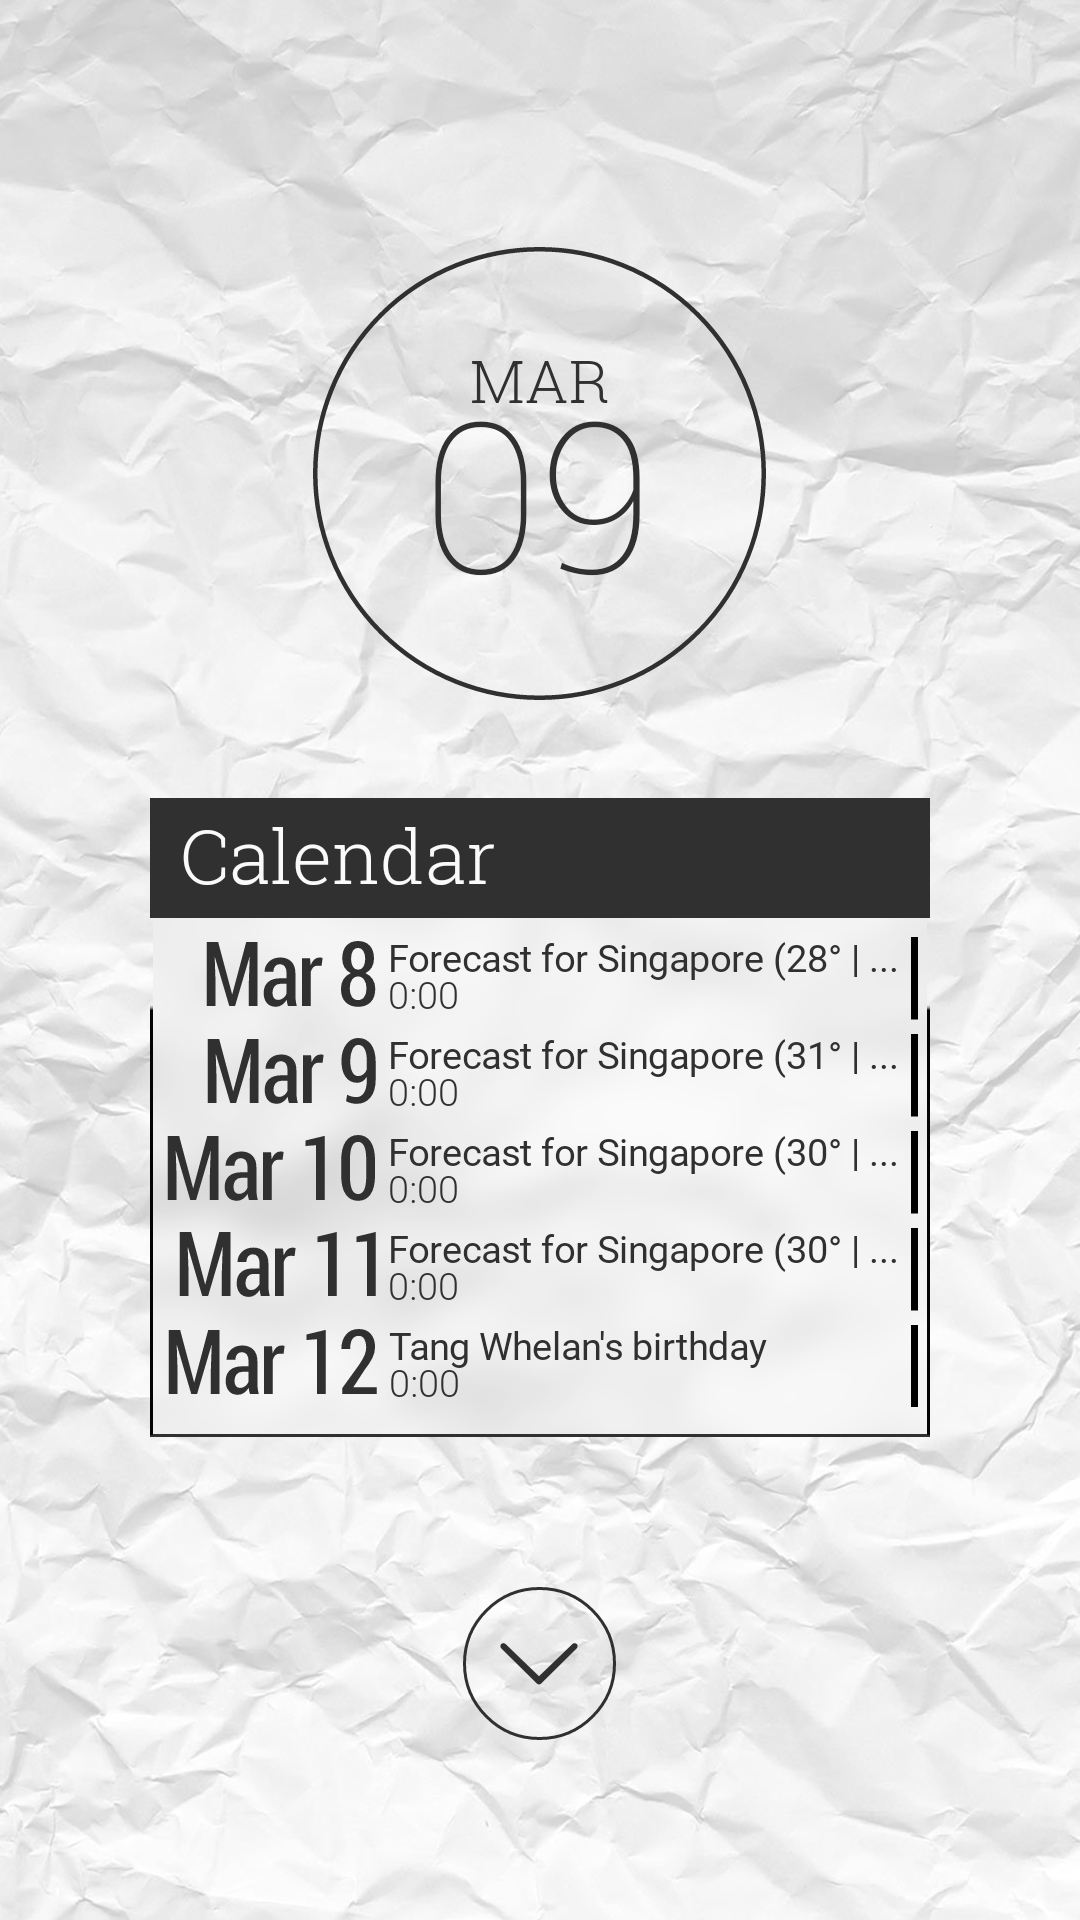 MAR
09
Calendar
Mar 8 Forecast for Singapore (28° | ...
0:00
Mar 9 Forecast for Singapore (31° | ...
0:00
Mar 10 Forecast for Singapore (30° | ...
0:00
Mar 11 Forecast for Singapore (30° | ...
0:00
Mar 12 Tang Whelan's birthday
0:00